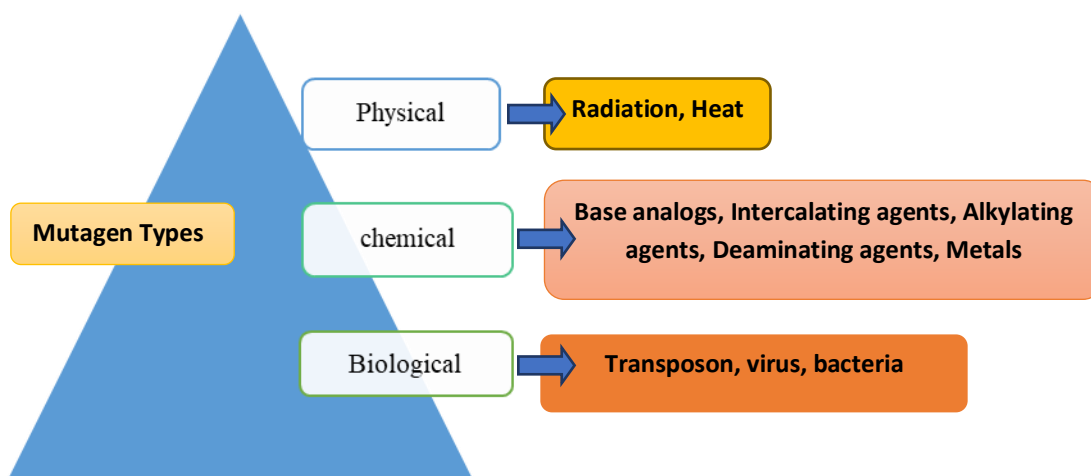 Physical
Radiation, Heat
Mutagen Types
chemical
Base analogs, Intercalating agents, Alkylating
agents, Deaminating agents, Metals
Biological
Transposon, virus, bacteria